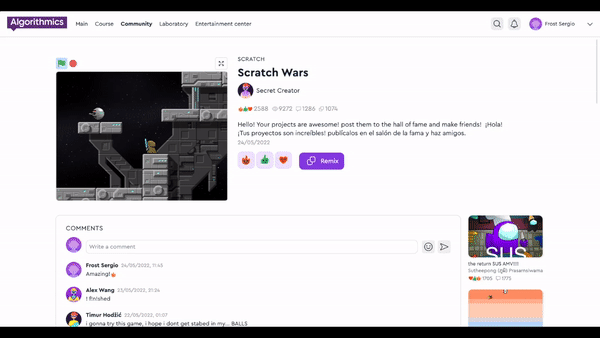 Algorithmics
Main Course Community Laboratory Entertainment center
Frost Sergio
SCRATCH
Scratch Wars
Secret Creator
2588 9272 1286 1074
Hello! Your projects are awesome! post them to the hall of fame and make friends! ¡Hola!
¡Tus proyectos son increíbles! publícalos en el salón de la fama y haz amigos.
24/05/2022
Remix
COMMENTS
Write a comment
Frost Sergio 24/05/2022, 11:45
Amazing!
Alex Wang 23/05/2022, 21:24
I finished
Timur Hodžić 22/05/2022, 01:07
i gonna try this game, i hope i dont get stabed in my... BALLS
SUS
the return SUS AMV!!!!
1705 1775